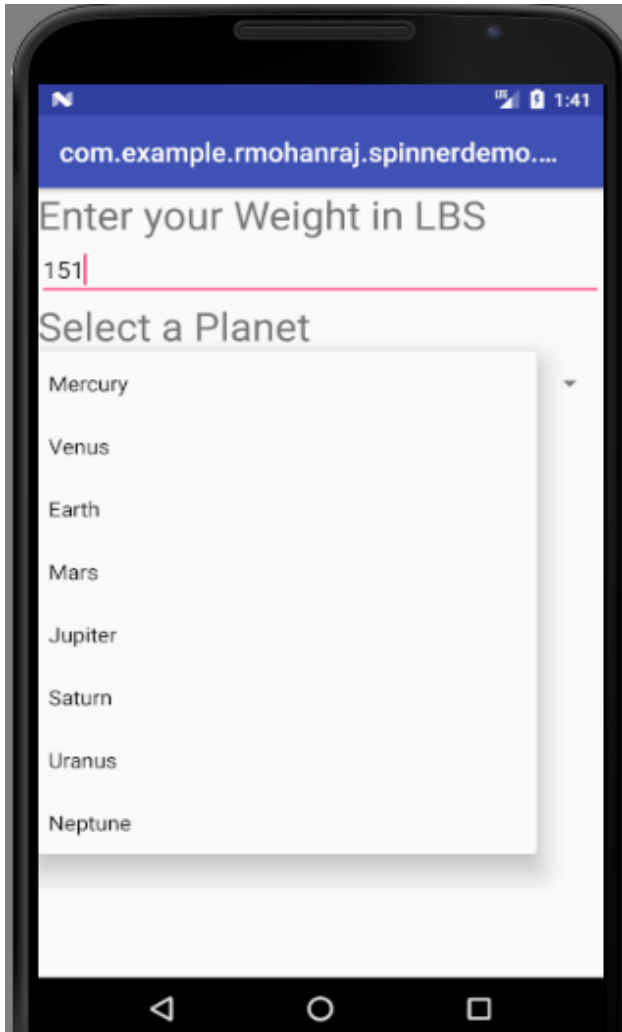 LTE 1:41
com.example.rmohanraj.spinnerdemo....
Enter your Weight in LBS
151
Select a Planet
Mercury
Venus
Earth
Mars
Jupiter
Saturn
Uranus
Neptune